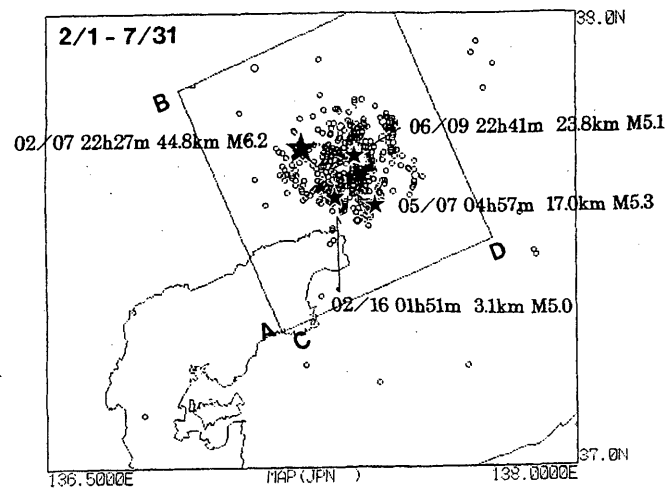 38.0N
2/1 - 7/31
B
06/09 22h41m 23.8km M5.1
02/07 22h27m 44.8km M6.2
05/07 04h57m 17.0km M5.3
D
02/16 01h51m 3.1km M5.0
A C
37.0N
136.5000E MAP(JPN ) 138.0000E